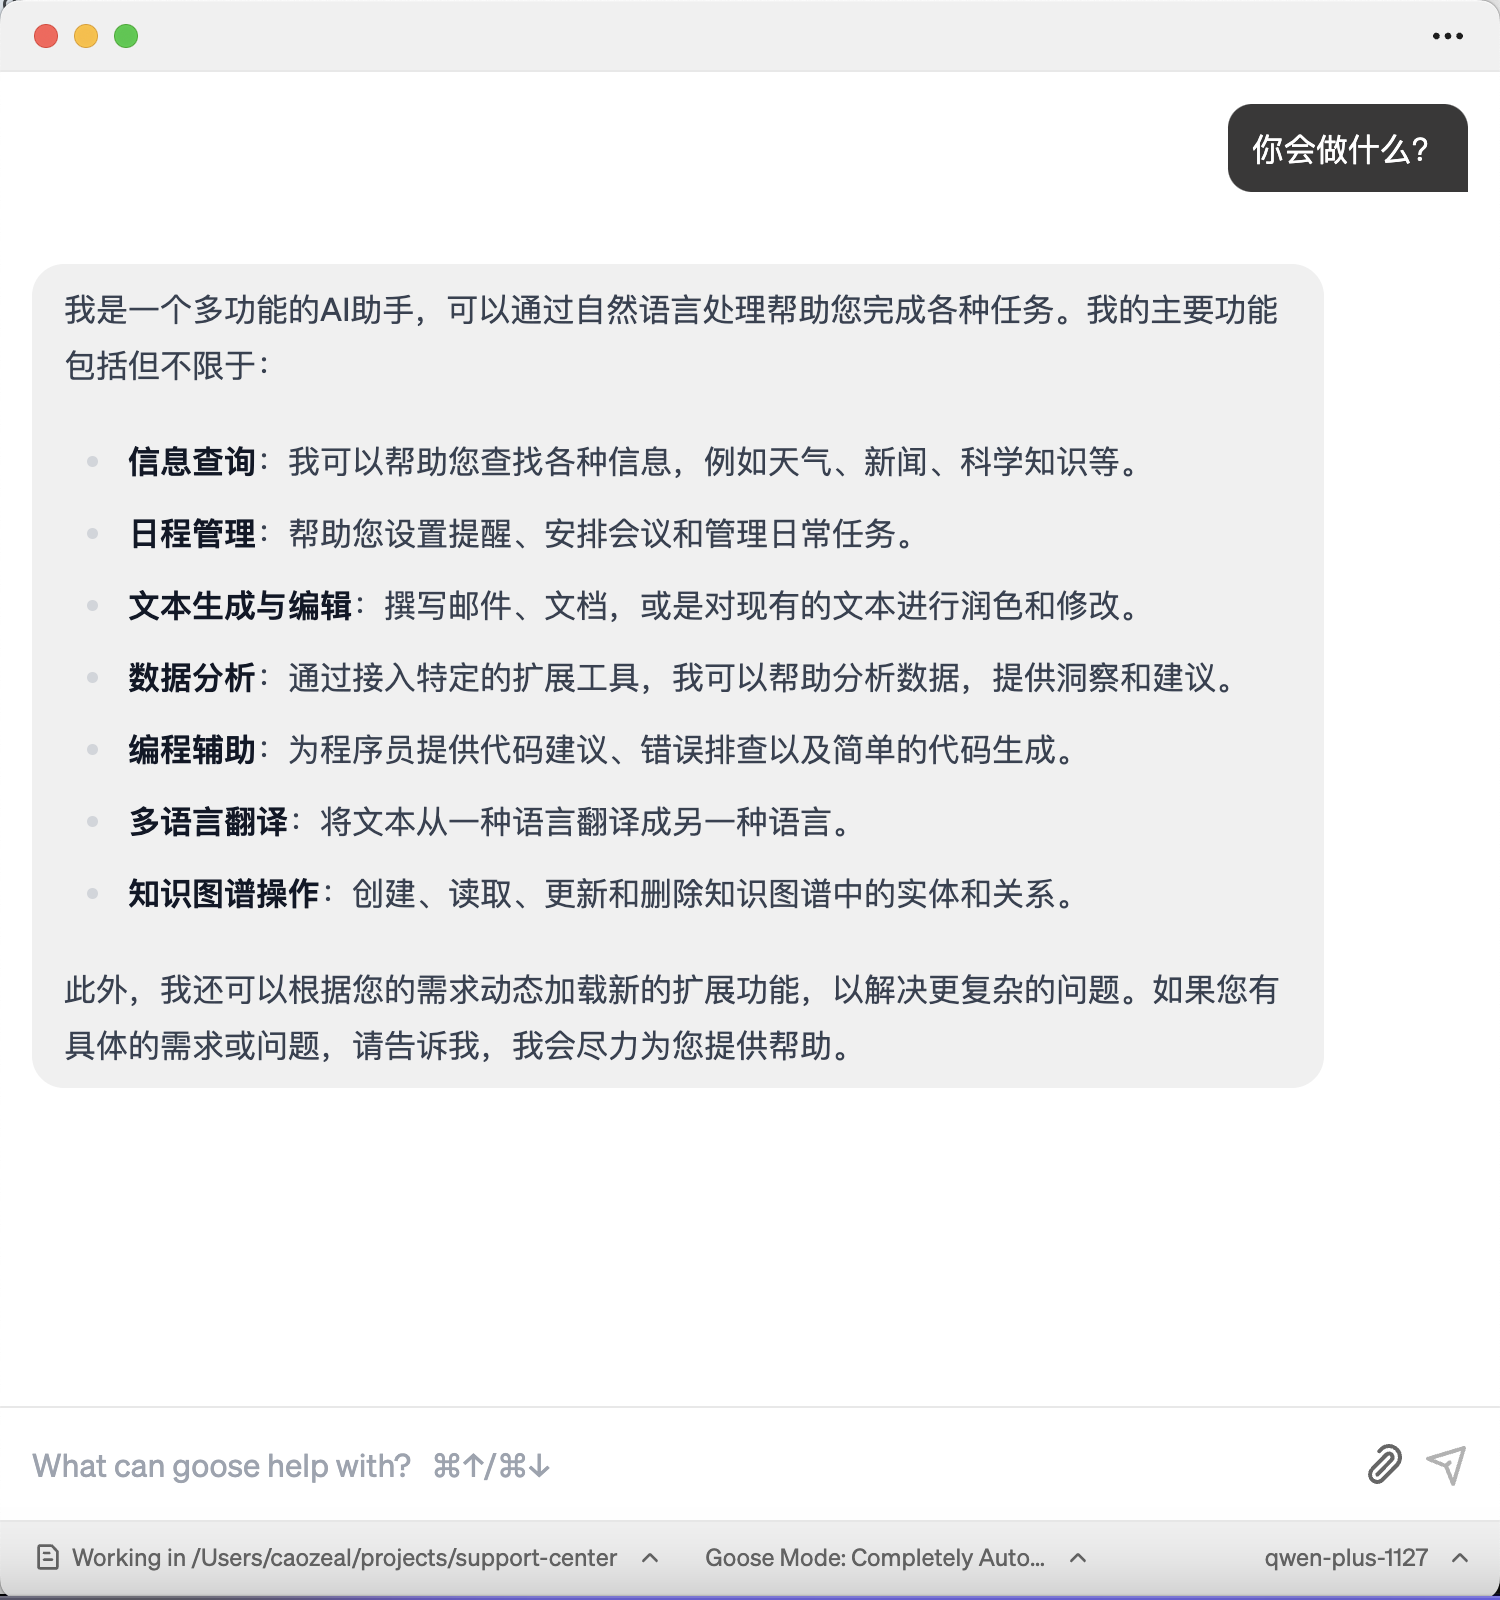 你会做什么？
我是一个多功能的AI助手，可以通过自然语言处理帮助您完成各种任务。我的主要功能
包括但不限于：
信息查询：我可以帮助您查找各种信息，例如天气、新闻、科学知识等。
日程管理：帮助您设置提醒、安排会议和管理日常任务。
文本生成与编辑：撰写邮件、文档，或是对现有的文本进行润色和修改。
数据分析：通过接入特定的扩展工具，我可以帮助分析数据，提供洞察和建议。
编程辅助：为程序员提供代码建议、错误排查以及简单的代码生成。
多语言翻译：将文本从一种语言翻译成另一种语言。
知识图谱操作：创建、读取、更新和删除知识图谱中的实体和关系。
此外，我还可以根据您的需求动态加载新的扩展功能，以解决更复杂的问题。如果您有
具体的需求或问题，请告诉我，我会尽力为您提供帮助。
What can goose help with? ⌘↑/⌘↓
Working in /Users/caozeal/projects/support-center Goose Mode: Completely Auto... qwen-plus-1127